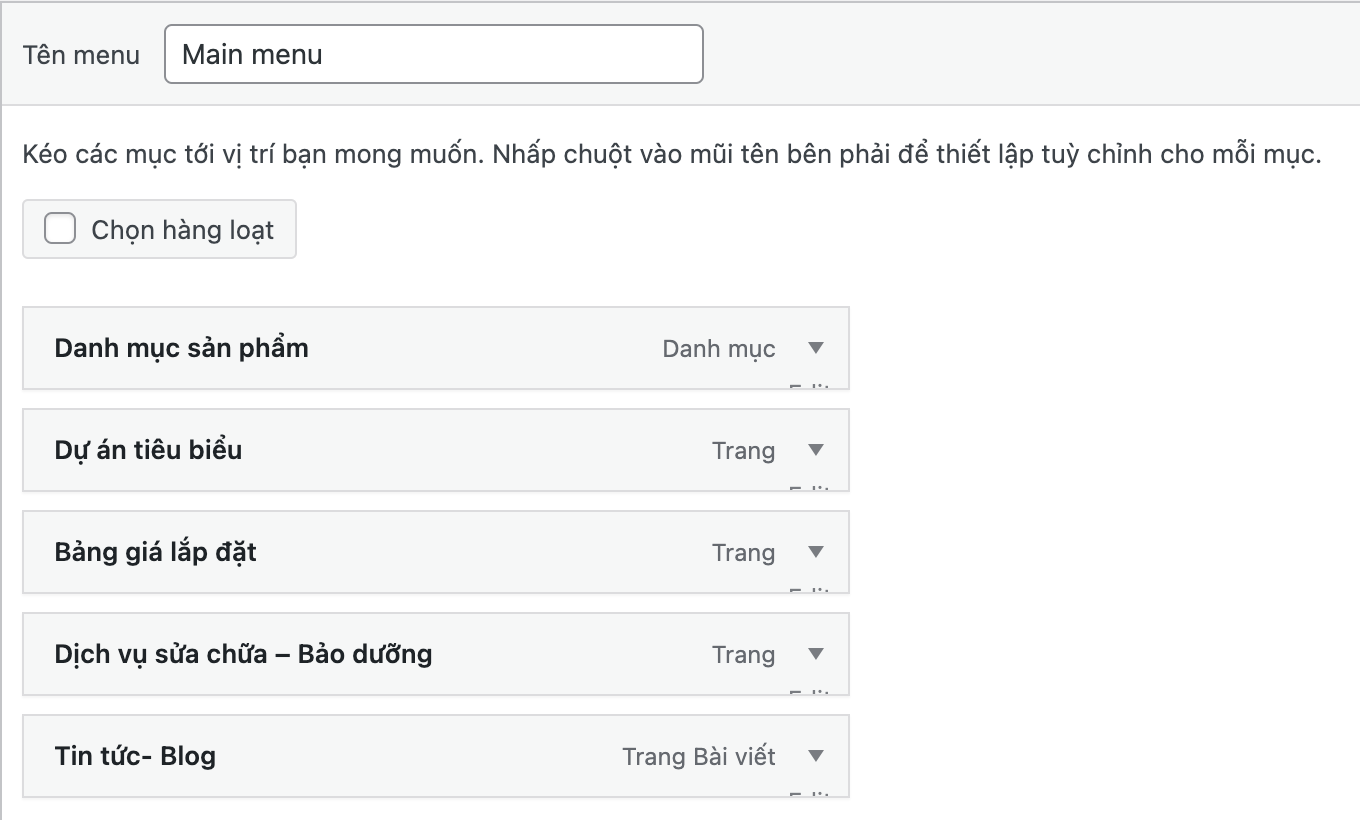 Tên menu Main menu
Kéo các mục tới vị trí bạn mong muốn. Nhấp chuột vào mũi tên bên phải để thiết lập tuỳ chỉnh cho mỗi mục.
Chọn hàng loạt
Danh mục sản phẩm Danh mục
Dự án tiêu biểu Trang
Bảng giá lắp đặt Trang
Dịch vụ sửa chữa – Bảo dưỡng Trang
Tin tức- Blog Trang Bài viết